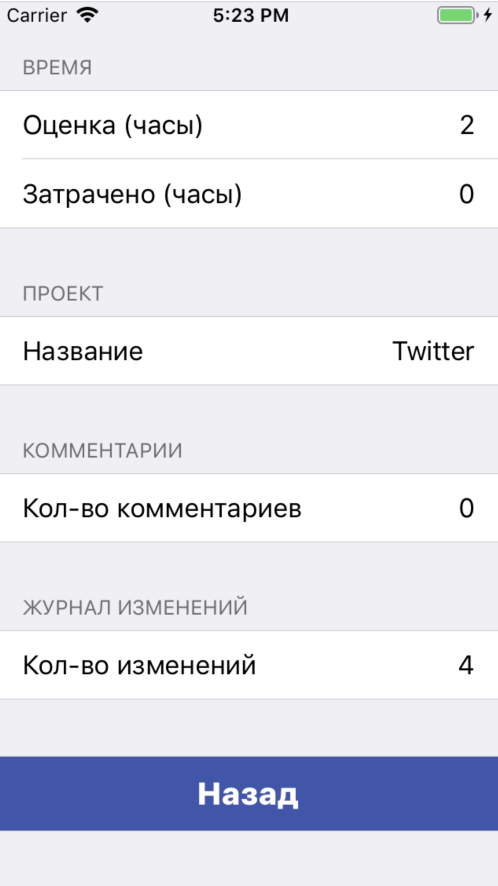 Carrier 5:23 PM
ВРЕМЯ
Оценка (часы) 2
Затрачено (часы) 0
ПРОЕКТ
Название Twitter
КОММЕНТАРИИ
Кол-во комментариев 0
ЖУРНАЛ ИЗМЕНЕНИЙ
Кол-во изменений 4
Назад